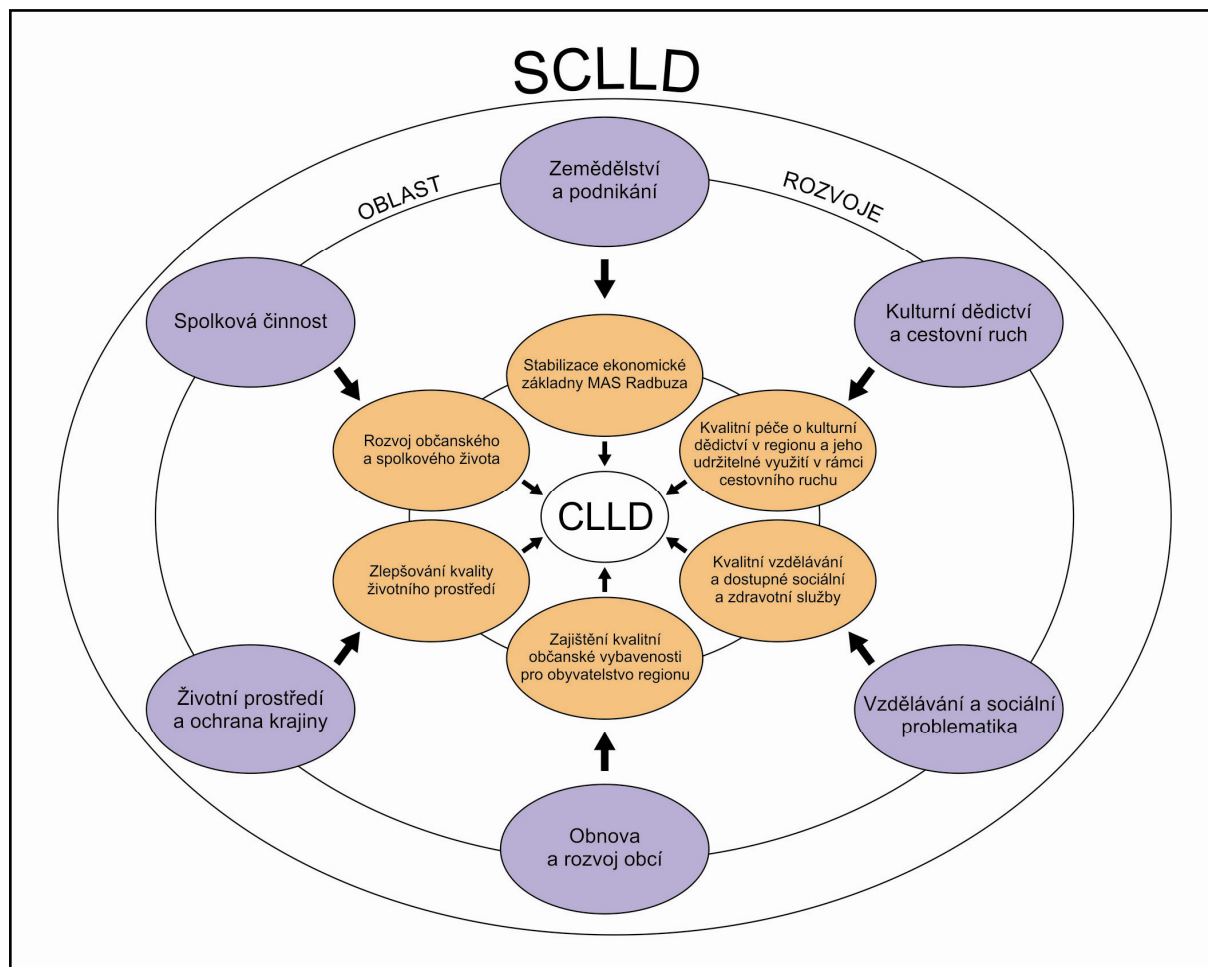 SCLLD
OBLAST
ROZVOJE
Zemědělství
a podnikání
Spolková činnost
Kulturní dědictví
a cestovní ruch
Stabilizace ekonomické
základny MAS Radbuza
Rozvoj občanského
a spolkového života
Kvalitní péče o kulturní
dědictví v regionu a jeho
udržitelné využití v rámci
cestovního ruchu
CLLD
Zlepšování kvality
životního prostředí
Kvalitní vzdělávání
a dostupné sociální
a zdravotní služby
Zajištění kvalitní
občanské vybavenosti
pro obyvatelstvo regionu
Životní prostředí
a ochrana krajiny
Vzdělávání a sociální
problematika
Obnova
a rozvoj obcí